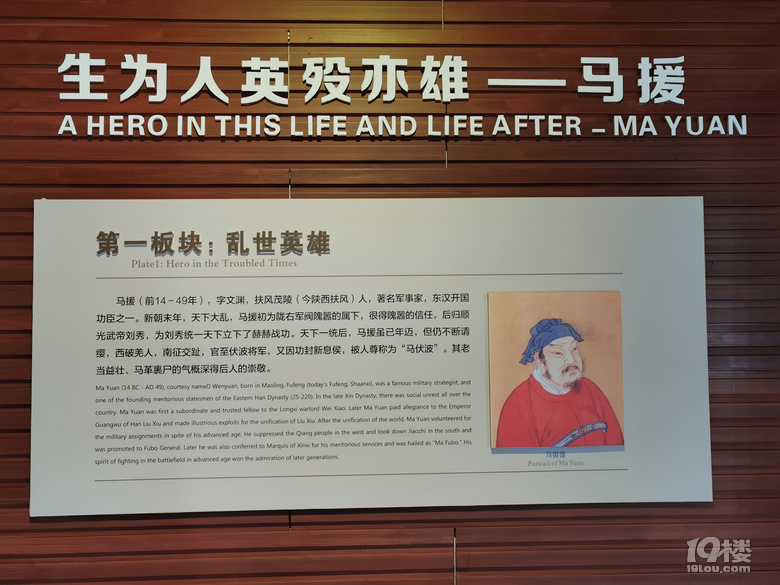 生为人英殁亦雄——马援
A HERO IN THIS LIFE AND LIFE AFTER – MA YUAN
第一板块：乱世英雄
Plate1: Hero in the Troubled Times
马援（前14－49年），字文渊，扶风茂陵（今陕西扶风）人，著名军事家，东汉开国
功臣之一。新朝末年，天下大乱，马援初为陇右军阀隗嚣的属下，很得隗嚣的信任，后归顺
光武帝刘秀，为刘秀统一天下立下了赫赫战功。天下一统后，马援虽已年迈，但仍不断请
缨，西破羌人，南征交趾，官至伏波将军，又因功封新息侯，被人尊称为“马伏波”。其老
当益壮、马革裹尸的气概深得后人的崇敬。
Ma Yuan (14 BC - AD 49), courtesy name▯ Wenyuan, born in Maoling, Fufeng (today's Fufeng, Shaanxi), was a famous military strategist, and
one of the founding meritorious statesmen of the Eastern Han Dynasty (25-220). In the late Xin Dynasty, there was social unrest all over the
country. Ma Yuan was first a subordinate and trusted fellow to the Longxi warlord Wei Xiao. Later Ma Yuan paid allegiance to the Emperor
Guangwu of Han Liu Xiu and made illustrious exploits for the unification of Liu Xiu. After the unification of the world, Ma Yuan volunteered for
the military assignments in spite of his advanced age. He suppressed the Qiang people in the west and took down Jiaozhi in the south and
was promoted to Fubo General. Later he was also conferred to Marquis of Xinxi for his meritorious services and was hailed as "Ma Fubo." His
spirit of fighting in the battlefield in advanced age won the admiration of later generations.
马援像
Portrait of Ma Yuan
19楼
19lou.com